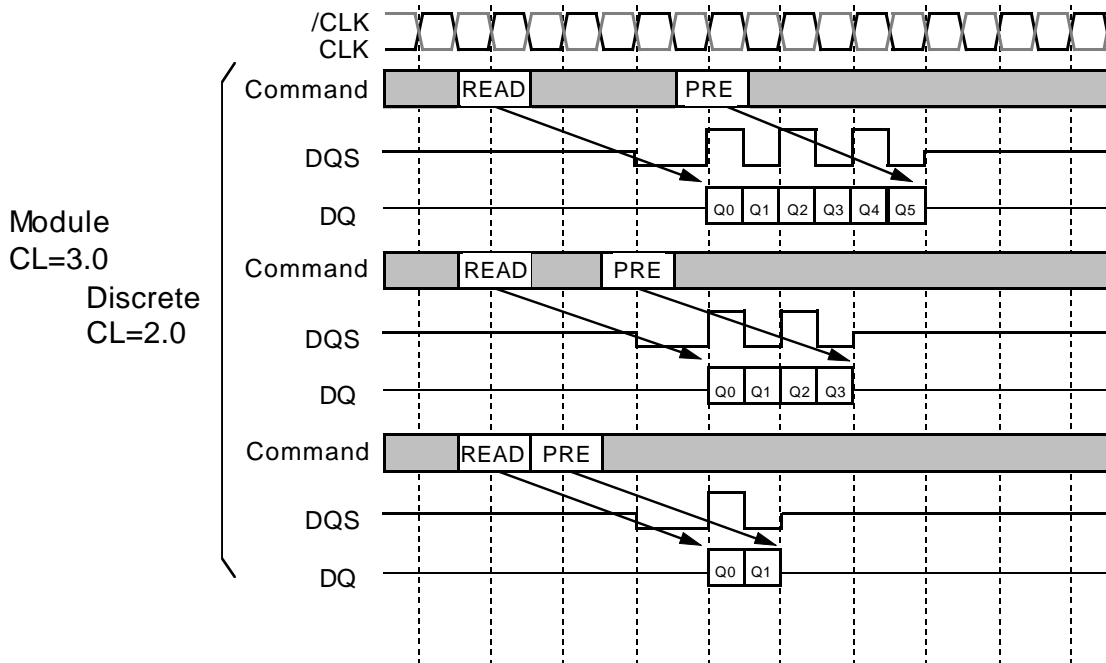 /CLK
CLK
Command READ PRE
DQS
DQ Q0 Q1 Q2 Q3 Q4 Q5
Module
CL=3.0
Discrete
CL=2.0
Command READ PRE
DQS
DQ Q0 Q1 Q2 Q3
Command READ PRE
DQS
DQ Q0 Q1